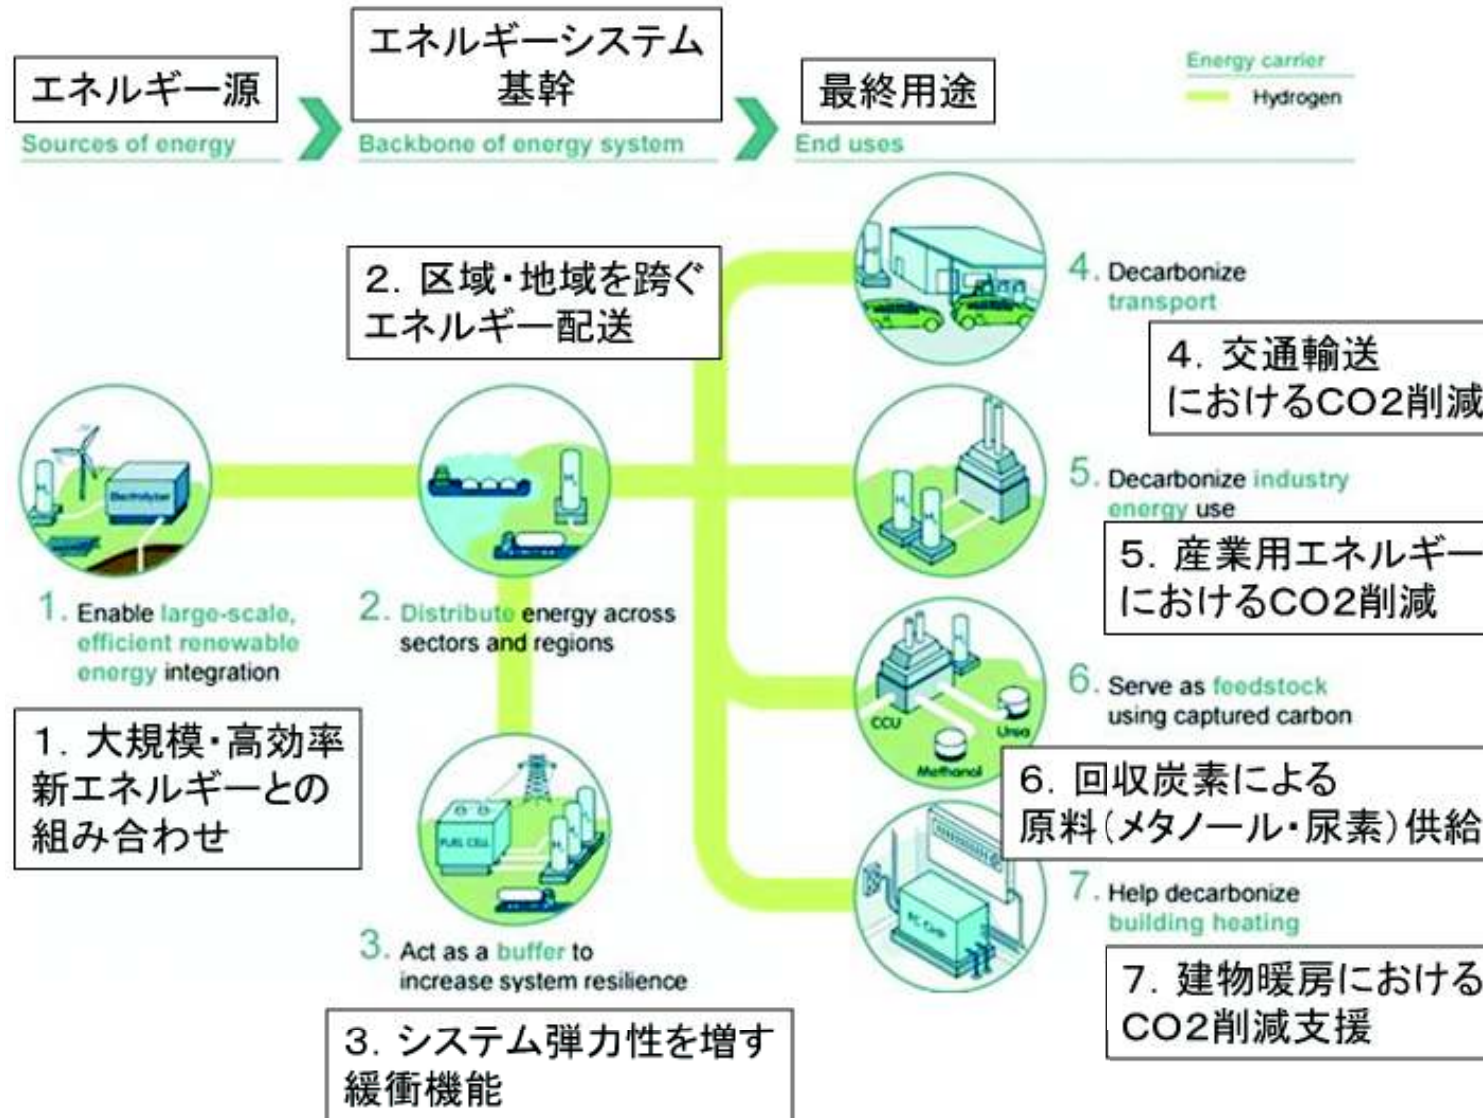 エネルギー源
Sources of energy
エネルギーシステム
基幹
Backbone of energy system
最終用途
End uses
Energy carrier
Hydrogen
2．区域・地域を跨ぐ
エネルギー配送
4. Decarbonize
transport
4．交通輸送
におけるCO2削減
Electrolyzer
1. Enable large-scale,
efficient renewable
energy integration
1．大規模・高効率
新エネルギーとの
組み合わせ
2. Distribute energy across
sectors and regions
5. Decarbonize industry
energy use
5．産業用エネルギー
におけるCO2削減
CCU
Urea
Methanol
6. Serve as feedstock
using captured carbon
6．回収炭素による
原料（メタノール・尿素）供給
FUEL CELL
3. Act as a buffer to
increase system resilience
3．システム弾力性を増す
緩衝機能
FC CHP
7. Help decarbonize
building heating
7．建物暖房における
CO2削減支援